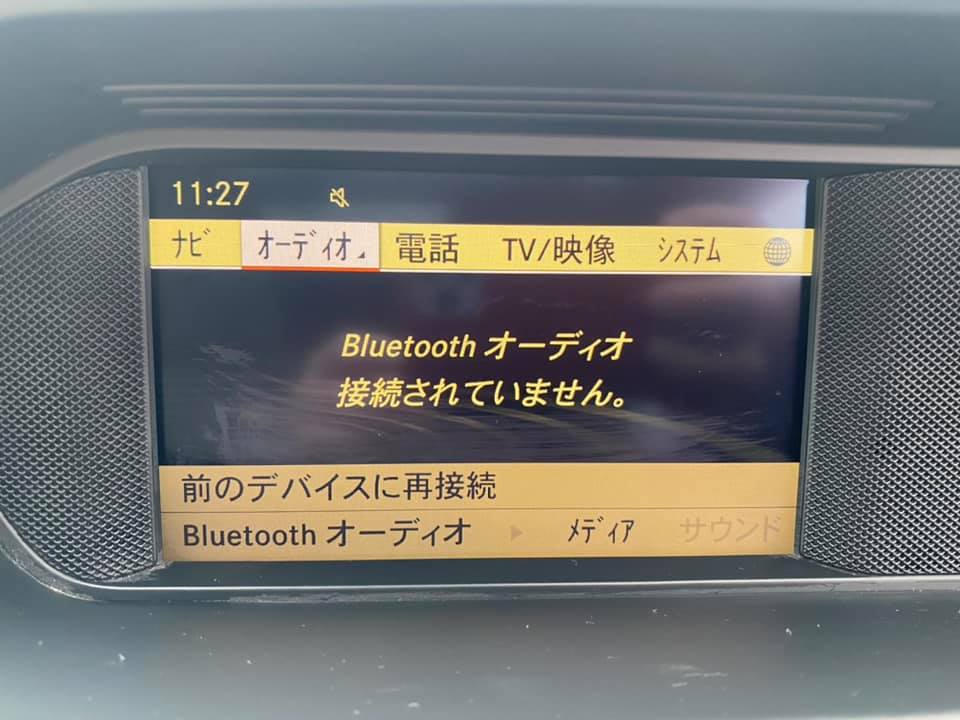 11:27
ﾅﾋﾞ ｵｰﾃﾞｨｵ 電話 TV/映像 ｼｽﾃﾑ
Bluetooth オーディオ
接続されていません。
前のデバイスに再接続
Bluetooth オーディオ ﾒﾃﾞｨｱ サウンド